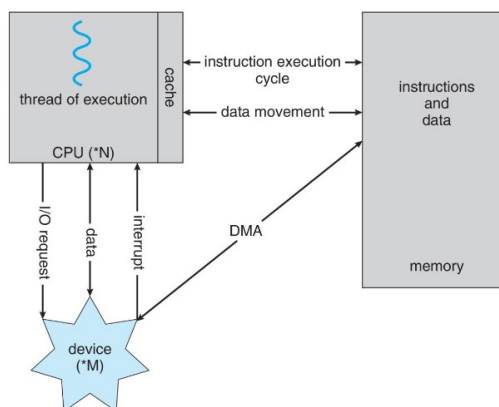 thread of execution
cache
CPU (*N)
instruction execution
cycle
data movement
instructions
and
data
memory
I/O request
data
interrupt
DMA
device
(*M)